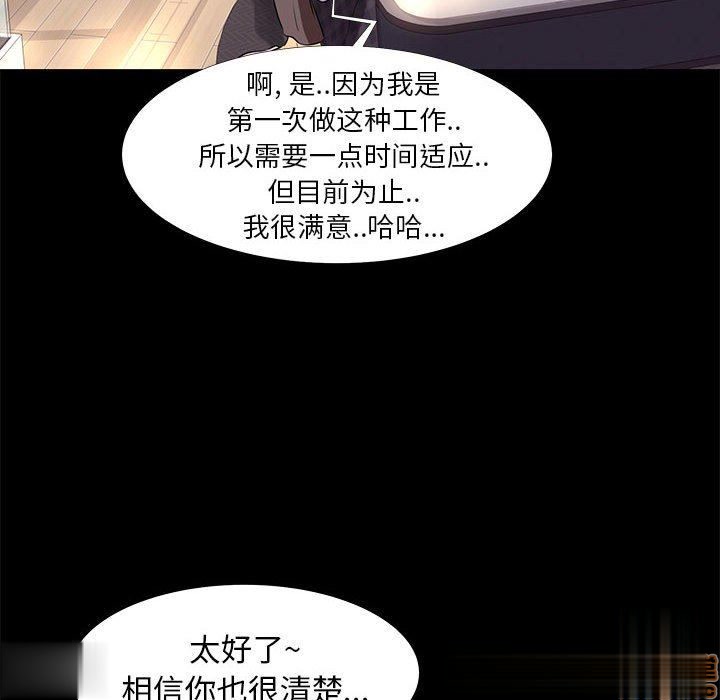 啊, 是..因为我是
第一次做这种工作..
所以需要一点时间适应..
但目前为止..
我很满意..哈哈...
太好了~
相信你也很清楚...